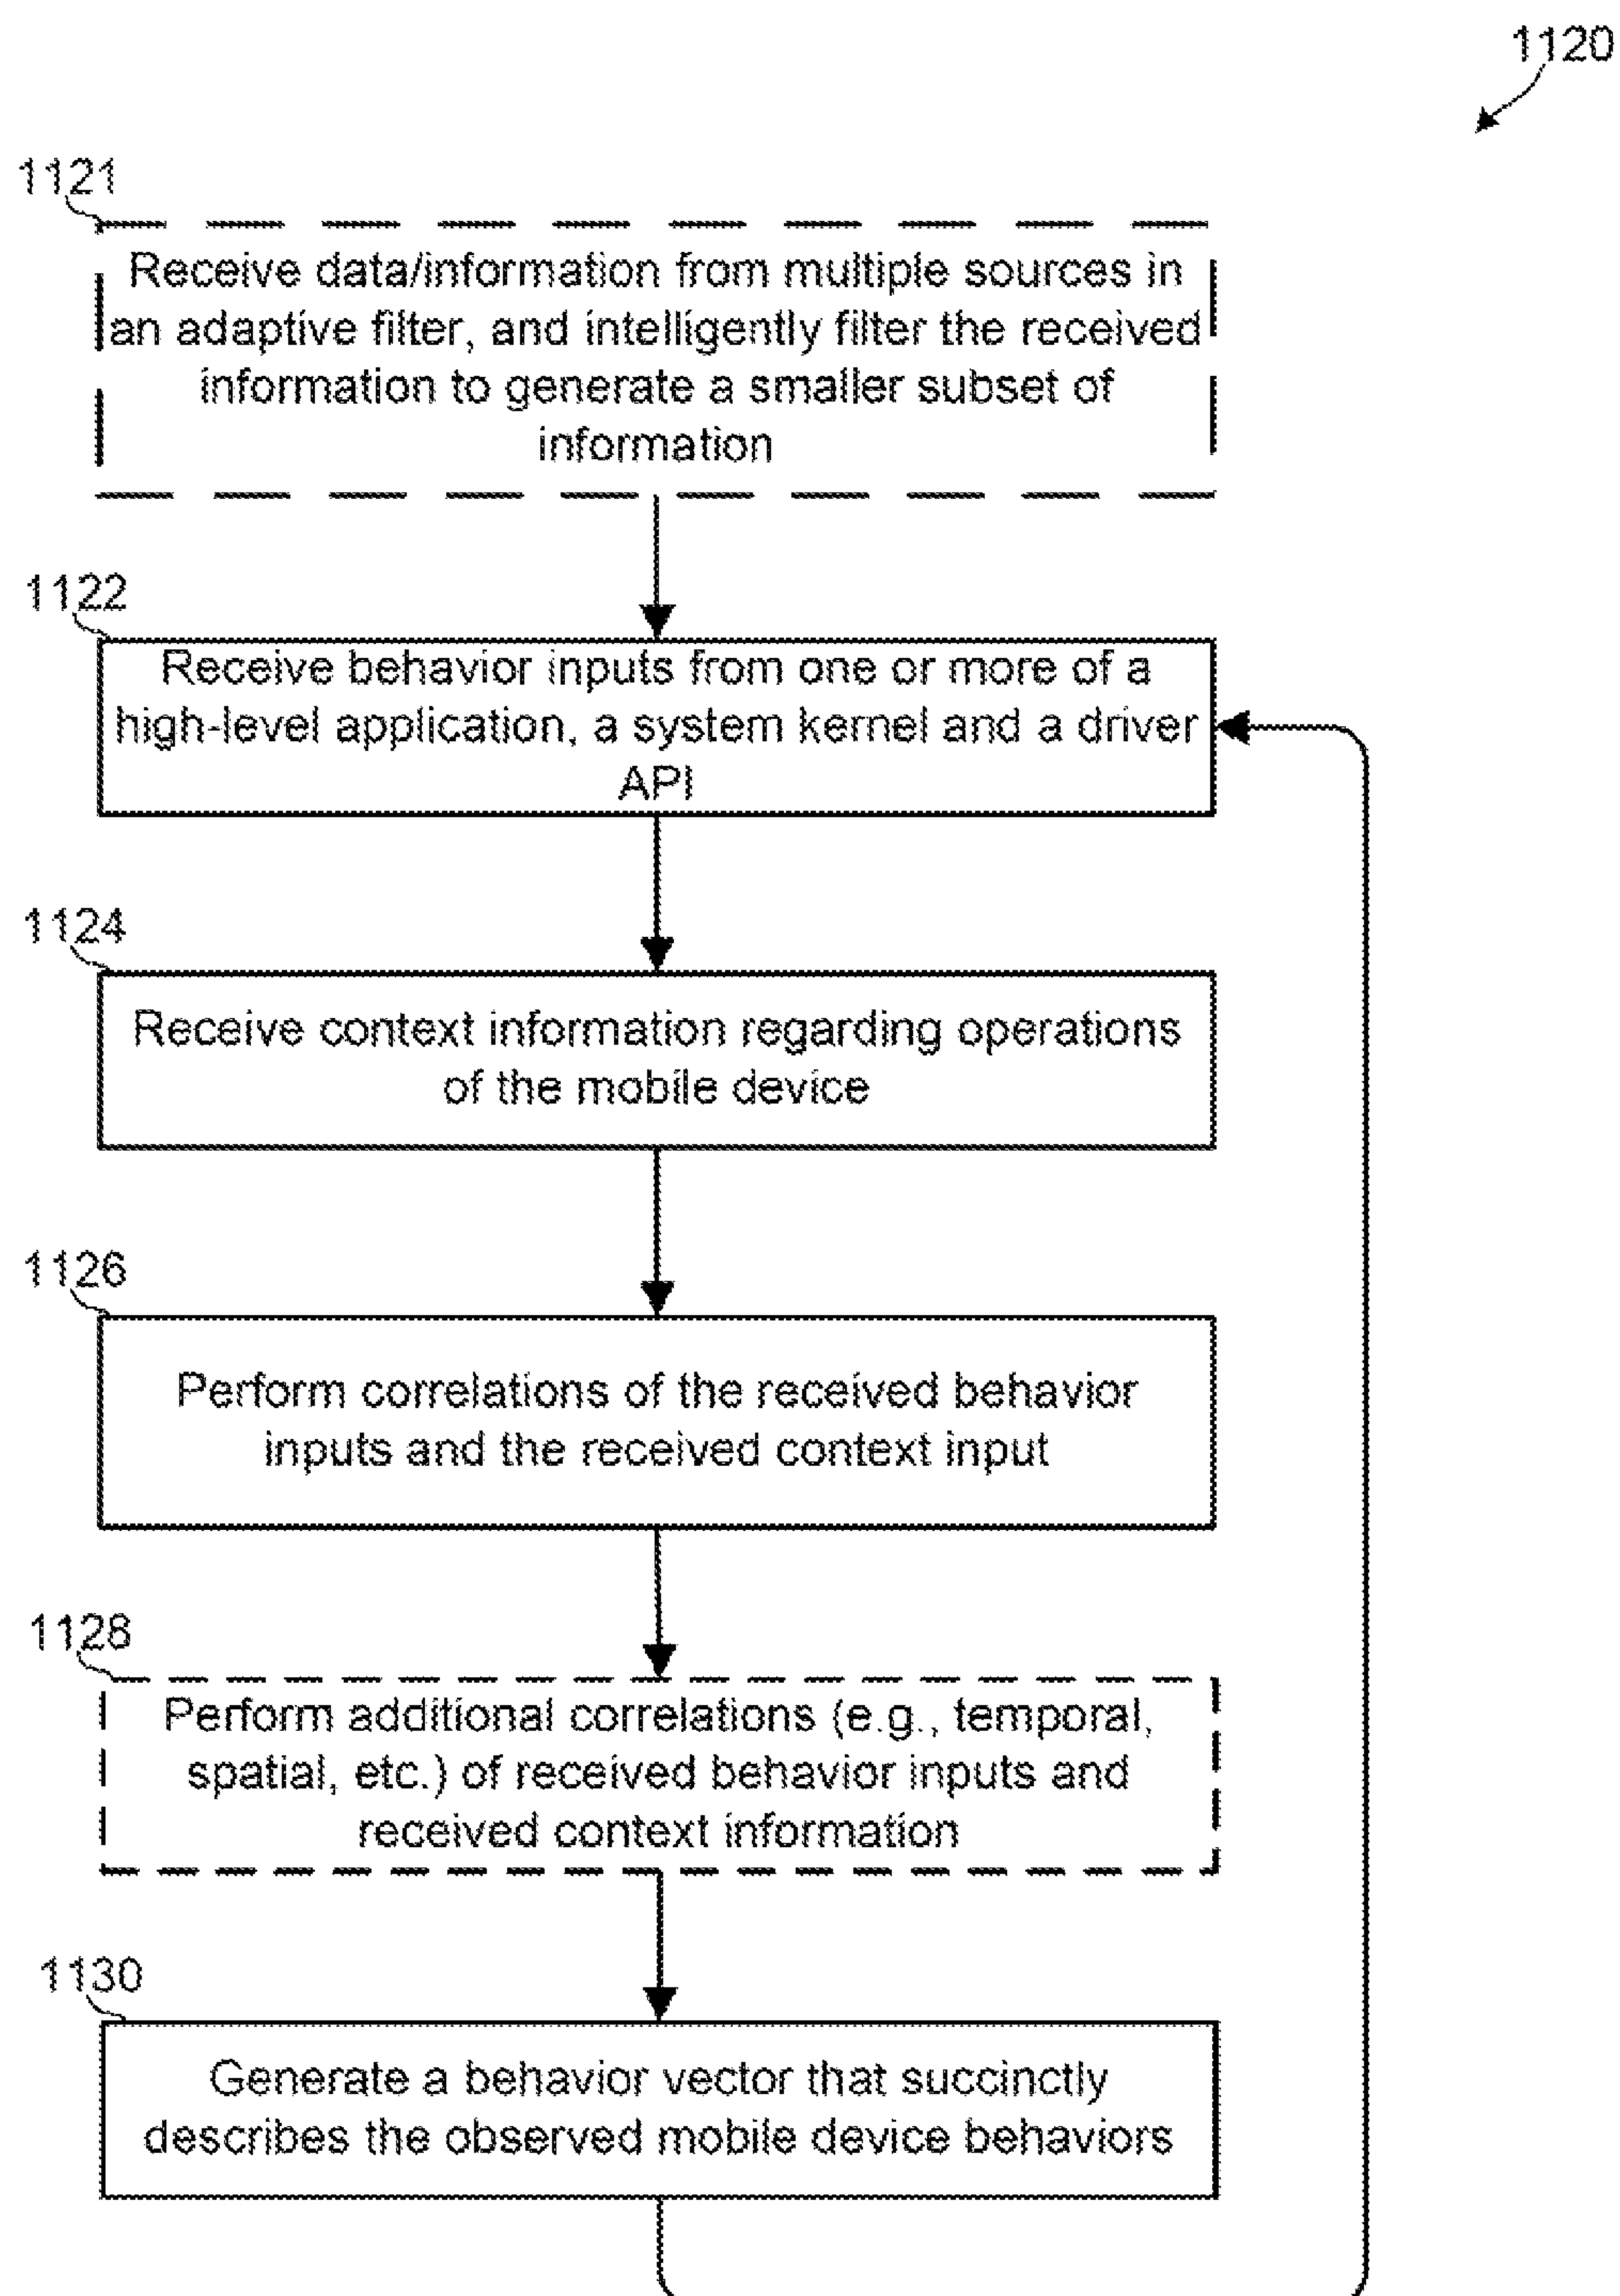 1120
1121
Receive data/information from multiple sources in
an adaptive filter, and intelligently filter the received
information to generate a smaller subset of
information
1122
Receive behavior inputs from one or more of a
high-level application, a system kernel and a driver
API
1124
Receive context information regarding operations
of the mobile device
1126
Perform correlations of the received behavior
inputs and the received context input
1128
Perform additional correlations (e.g., temporal,
spatial, etc.) of received behavior inputs and
received context information
1130
Generate a behavior vector that succinctly
describes the observed mobile device behaviors